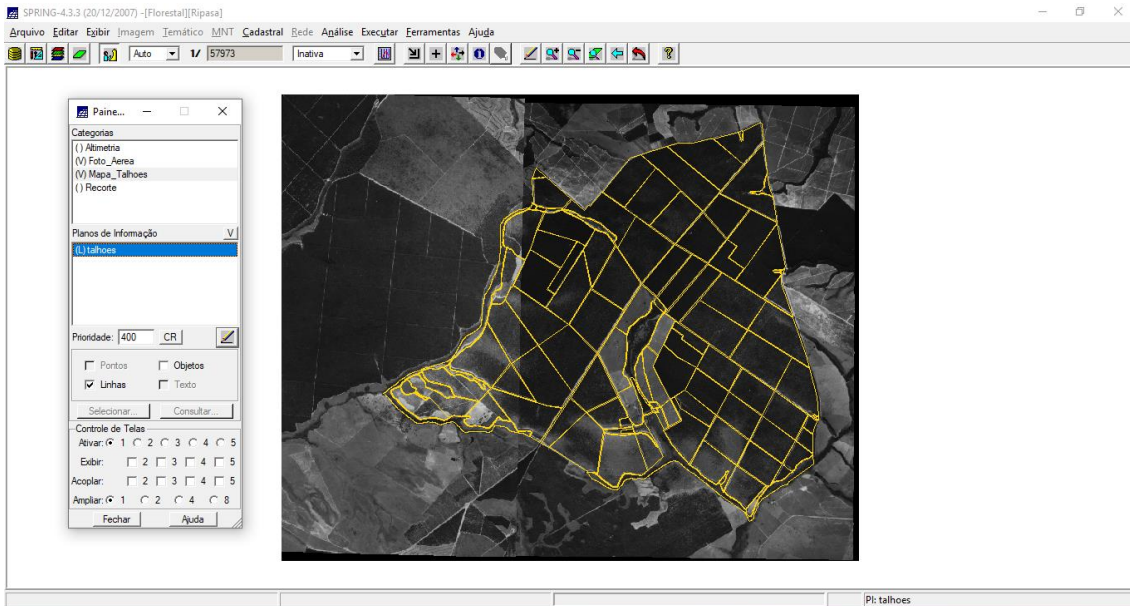 SPRING-4.3.3 (20/12/2007) -[Florestal][Ripasa]
Arquivo Editar Exibir Imagem Temático MNT Cadastral Rede Análise Executar Ferramentas Ajuda
Auto 1/ 57973 Inativa
Paine...
Categorias
( ) Altimetria
(V) Foto_Aerea
(V) Mapa_Talhoes
( ) Recorte
Planos de Informação V
(L) talhoes
Prioridade: 400 CR
Pontos Objetos
Linhas Texto
Selecionar... Consultar...
Controle de Telas
Ativar: 1 2 3 4 5
Exibir: 2 3 4 5
Acoplar: 2 3 4 5
Ampliar: 1 2 4 8
Fechar Ajuda
PI: talhoes